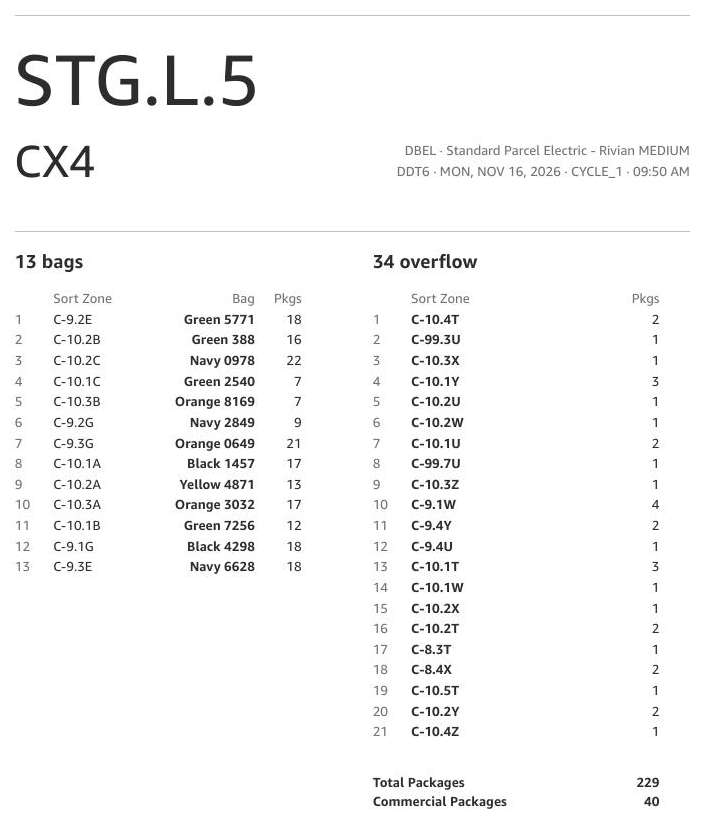 STG.L.5
CX4
DBEL · Standard Parcel Electric - Rivian MEDIUM
DDT6 · MON, NOV 16, 2026 · CYCLE_1 · 09:50 AM
13 bags
Sort Zone Bag Pkgs
1 C-9.2E Green 5771 18
2 C-10.2B Green 388 16
3 C-10.2C Navy 0978 22
4 C-10.1C Green 2540 7
5 C-10.3B Orange 8169 7
6 C-9.2G Navy 2849 9
7 C-9.3G Orange 0649 21
8 C-10.1A Black 1457 17
9 C-10.2A Yellow 4871 13
10 C-10.3A Orange 3032 17
11 C-10.1B Green 7256 12
12 C-9.1G Black 4298 18
13 C-9.3E Navy 6628 18
34 overflow
Sort Zone Pkgs
1 C-10.4T 2
2 C-99.3U 1
3 C-10.3X 1
4 C-10.1Y 3
5 C-10.2U 1
6 C-10.2W 1
7 C-10.1U 2
8 C-99.7U 1
9 C-10.3Z 1
10 C-9.1W 4
11 C-9.4Y 2
12 C-9.4U 1
13 C-10.1T 3
14 C-10.1W 1
15 C-10.2X 1
16 C-10.2T 2
17 C-8.3T 1
18 C-8.4X 2
19 C-10.5T 1
20 C-10.2Y 2
21 C-10.4Z 1
Total Packages 229
Commercial Packages 40